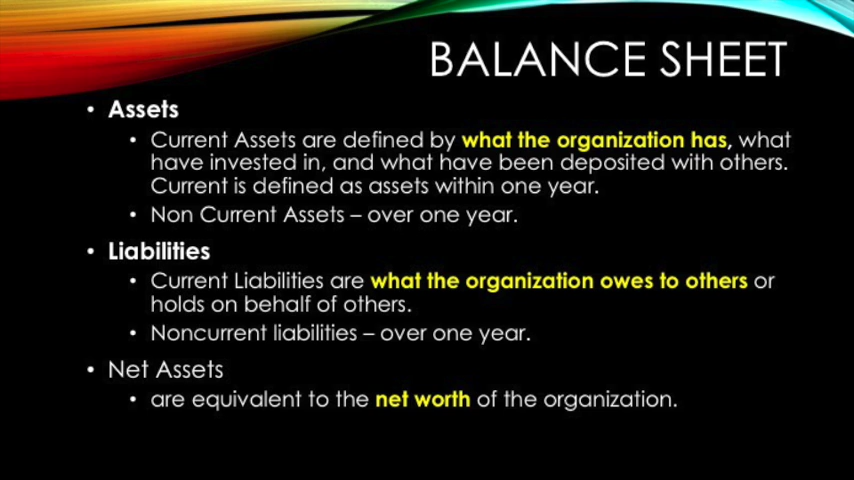 BALANCE SHEET
• Assets
• Current Assets are defined by what the organization has, what
have invested in, and what have been deposited with others.
Current is defined as assets within one year.
• Non Current Assets – over one year.
• Liabilities
• Current Liabilities are what the organization owes to others or
holds on behalf of others.
• Noncurrent liabilities – over one year.
• Net Assets
• are equivalent to the net worth of the organization.